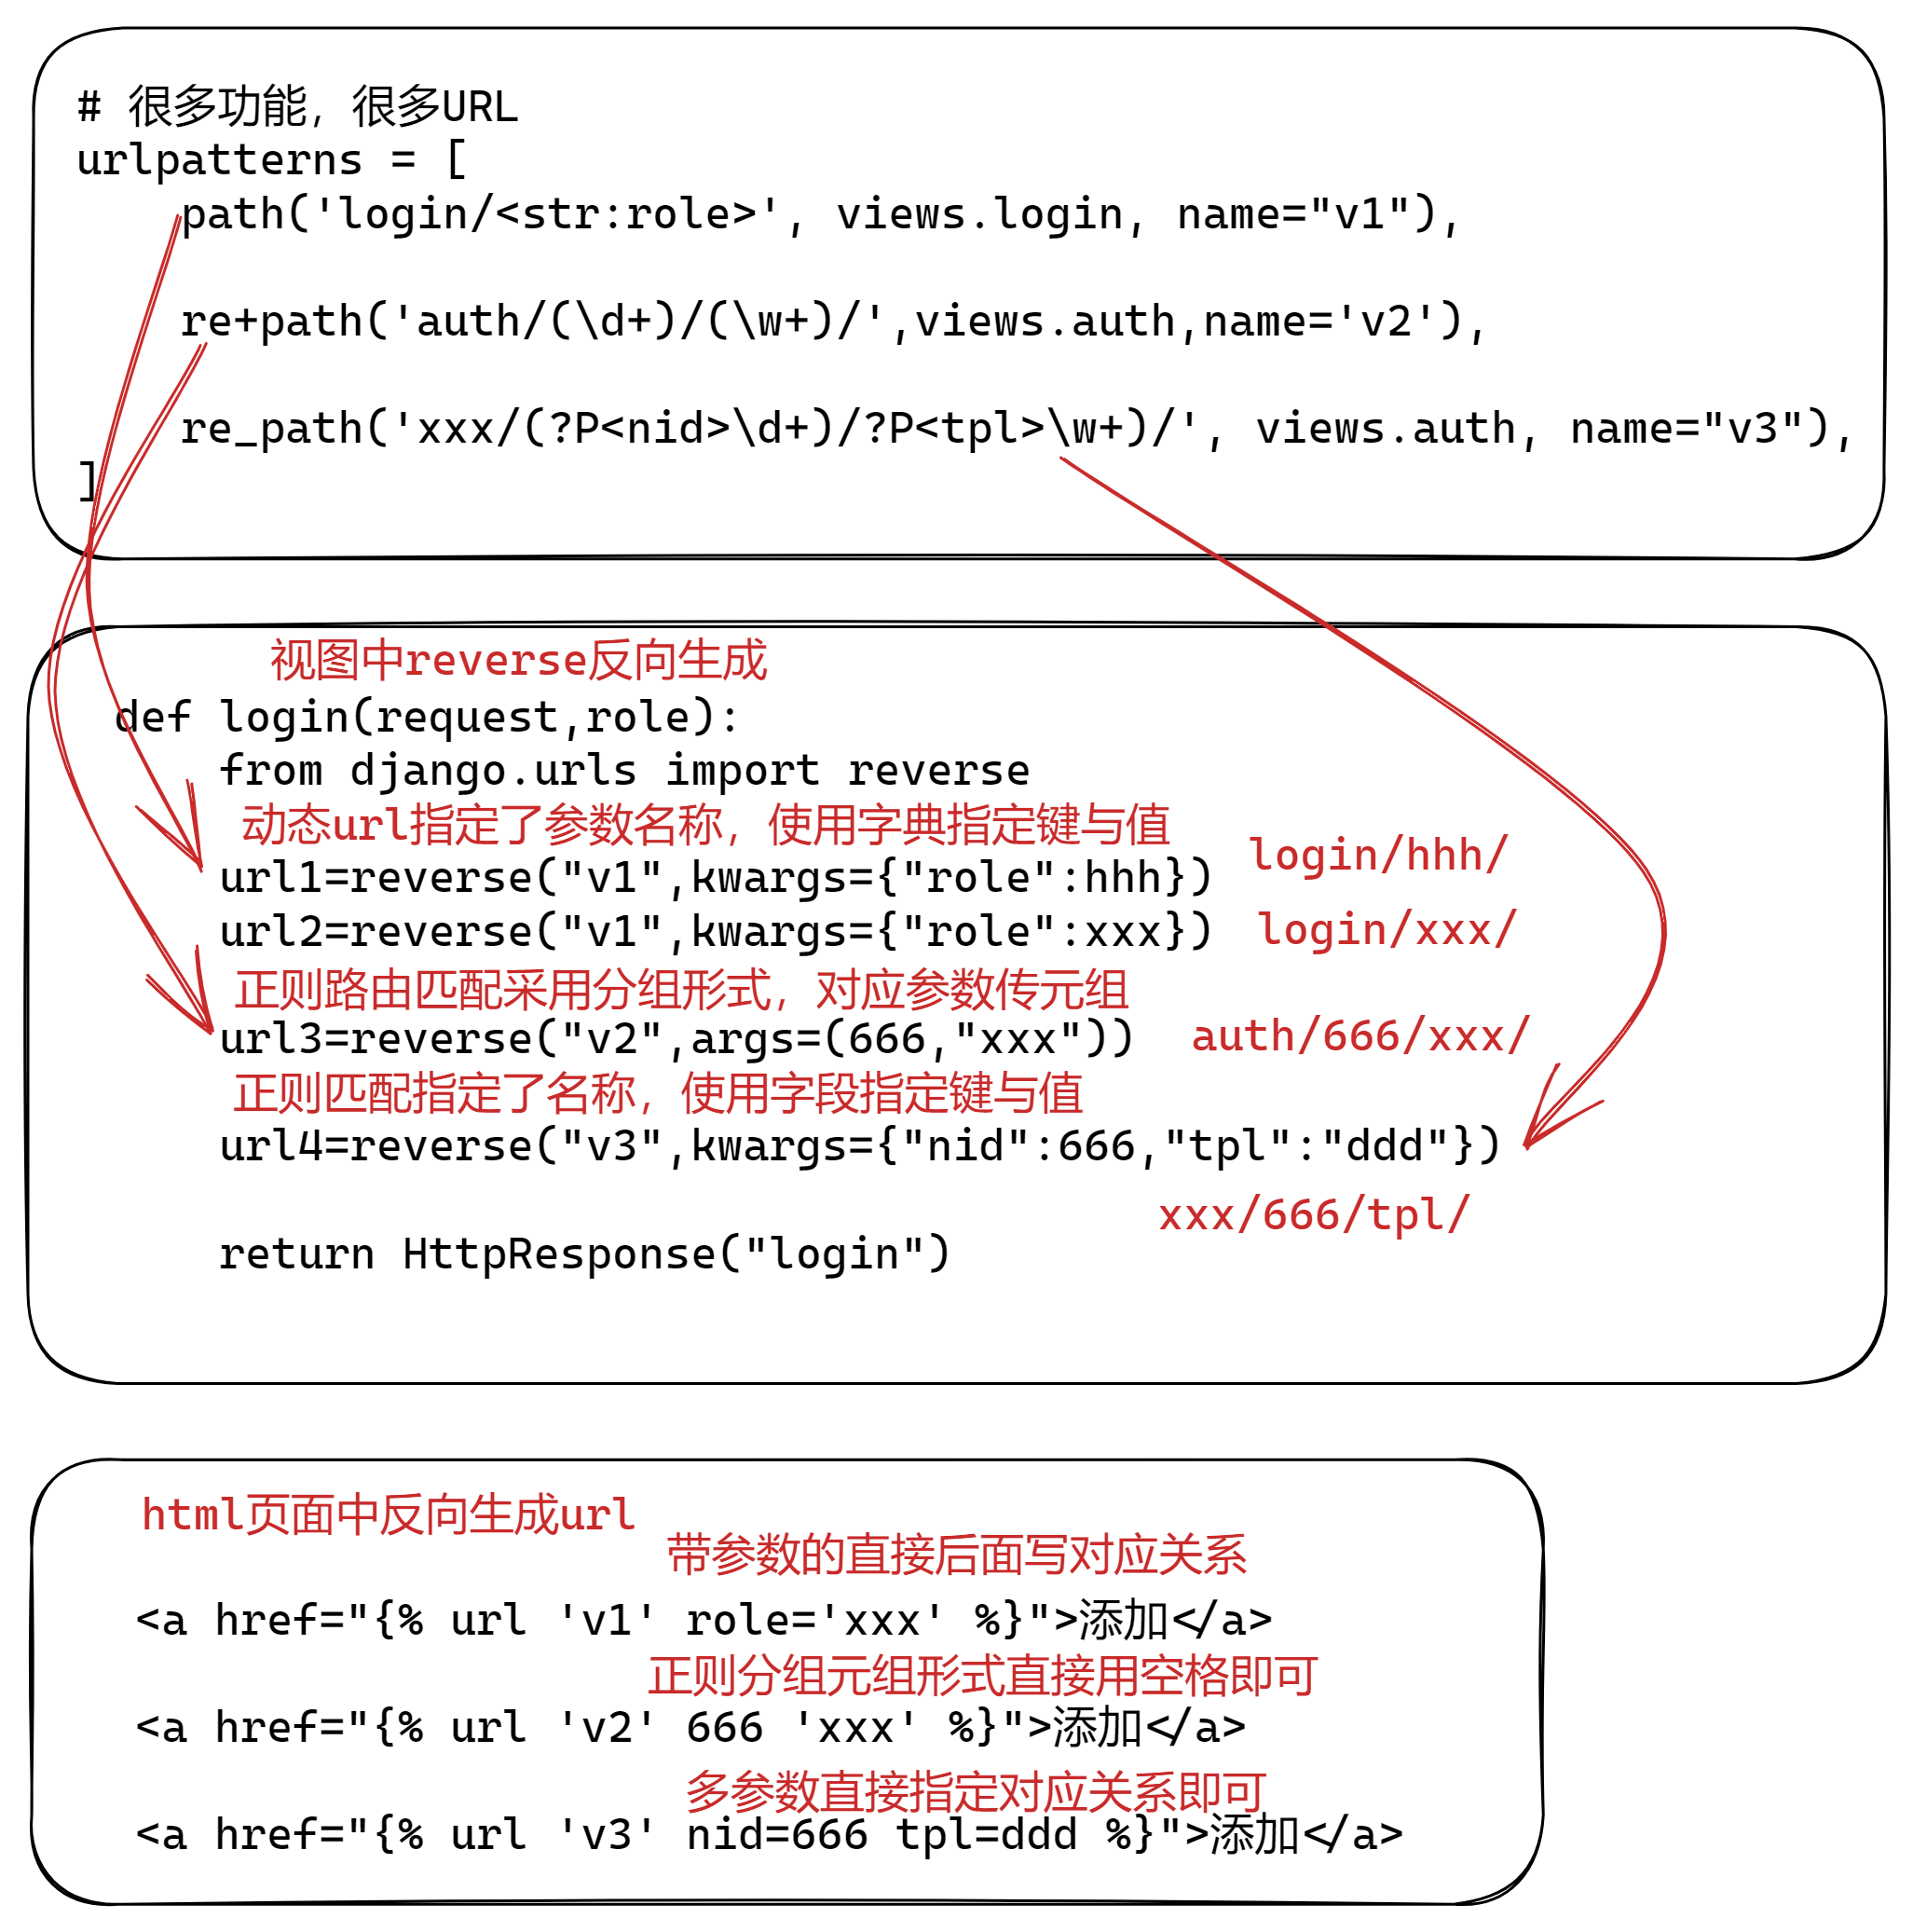 # 很多功能，很多URL
urlpatterns = [
path('login/<str:role>', views.login, name="v1"),
re+path('auth/(\d+)/(\w+)/',views.auth,name='v2'),
re_path('xxx/(?P<nid>\d+)/?P<tpl>\w+)/', views.auth, name="v3"),
]
视图中reverse反向生成
def login(request,role):
from django.urls import reverse
动态url指定了参数名称，使用字典指定键与值
url1=reverse("v1",kwargs={"role":hhh}) login/hhh/
url2=reverse("v1",kwargs={"role":xxx}) login/xxx/
正则路由匹配采用分组形式，对应参数传元组
url3=reverse("v2",args=(666,"xxx")) auth/666/xxx/
正则匹配指定了名称，使用字段指定键与值
url4=reverse("v3",kwargs={"nid":666,"tpl":"ddd"})
xxx/666/tpl/
return HttpResponse("login")
html页面中反向生成url
带参数的直接后面写对应关系
<a href="{% url 'v1' role='xxx' %}">添加</a>
正则分组元组形式直接用空格即可
<a href="{% url 'v2' 666 'xxx' %}">添加</a>
多参数直接指定对应关系即可
<a href="{% url 'v3' nid=666 tpl=ddd %}">添加</a>